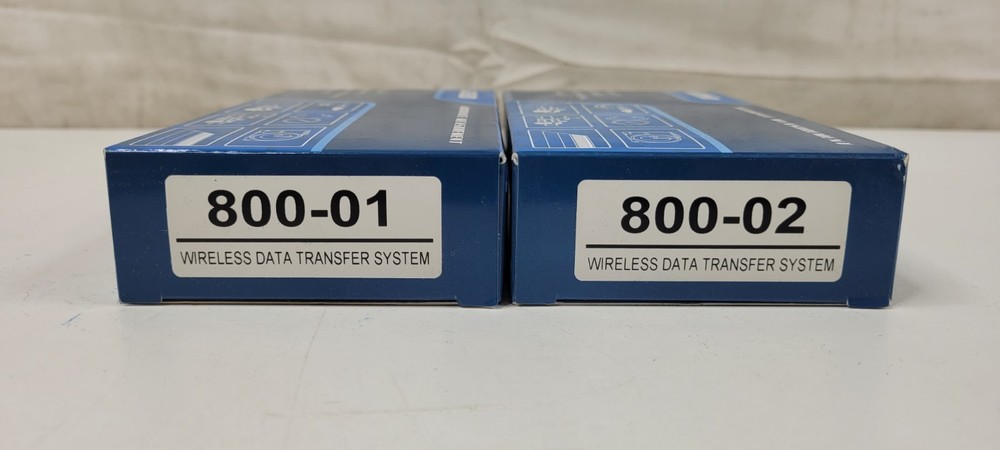 800-01
WIRELESS DATA TRANSFER SYSTEM
800-02
WIRELESS DATA TRANSFER SYSTEM